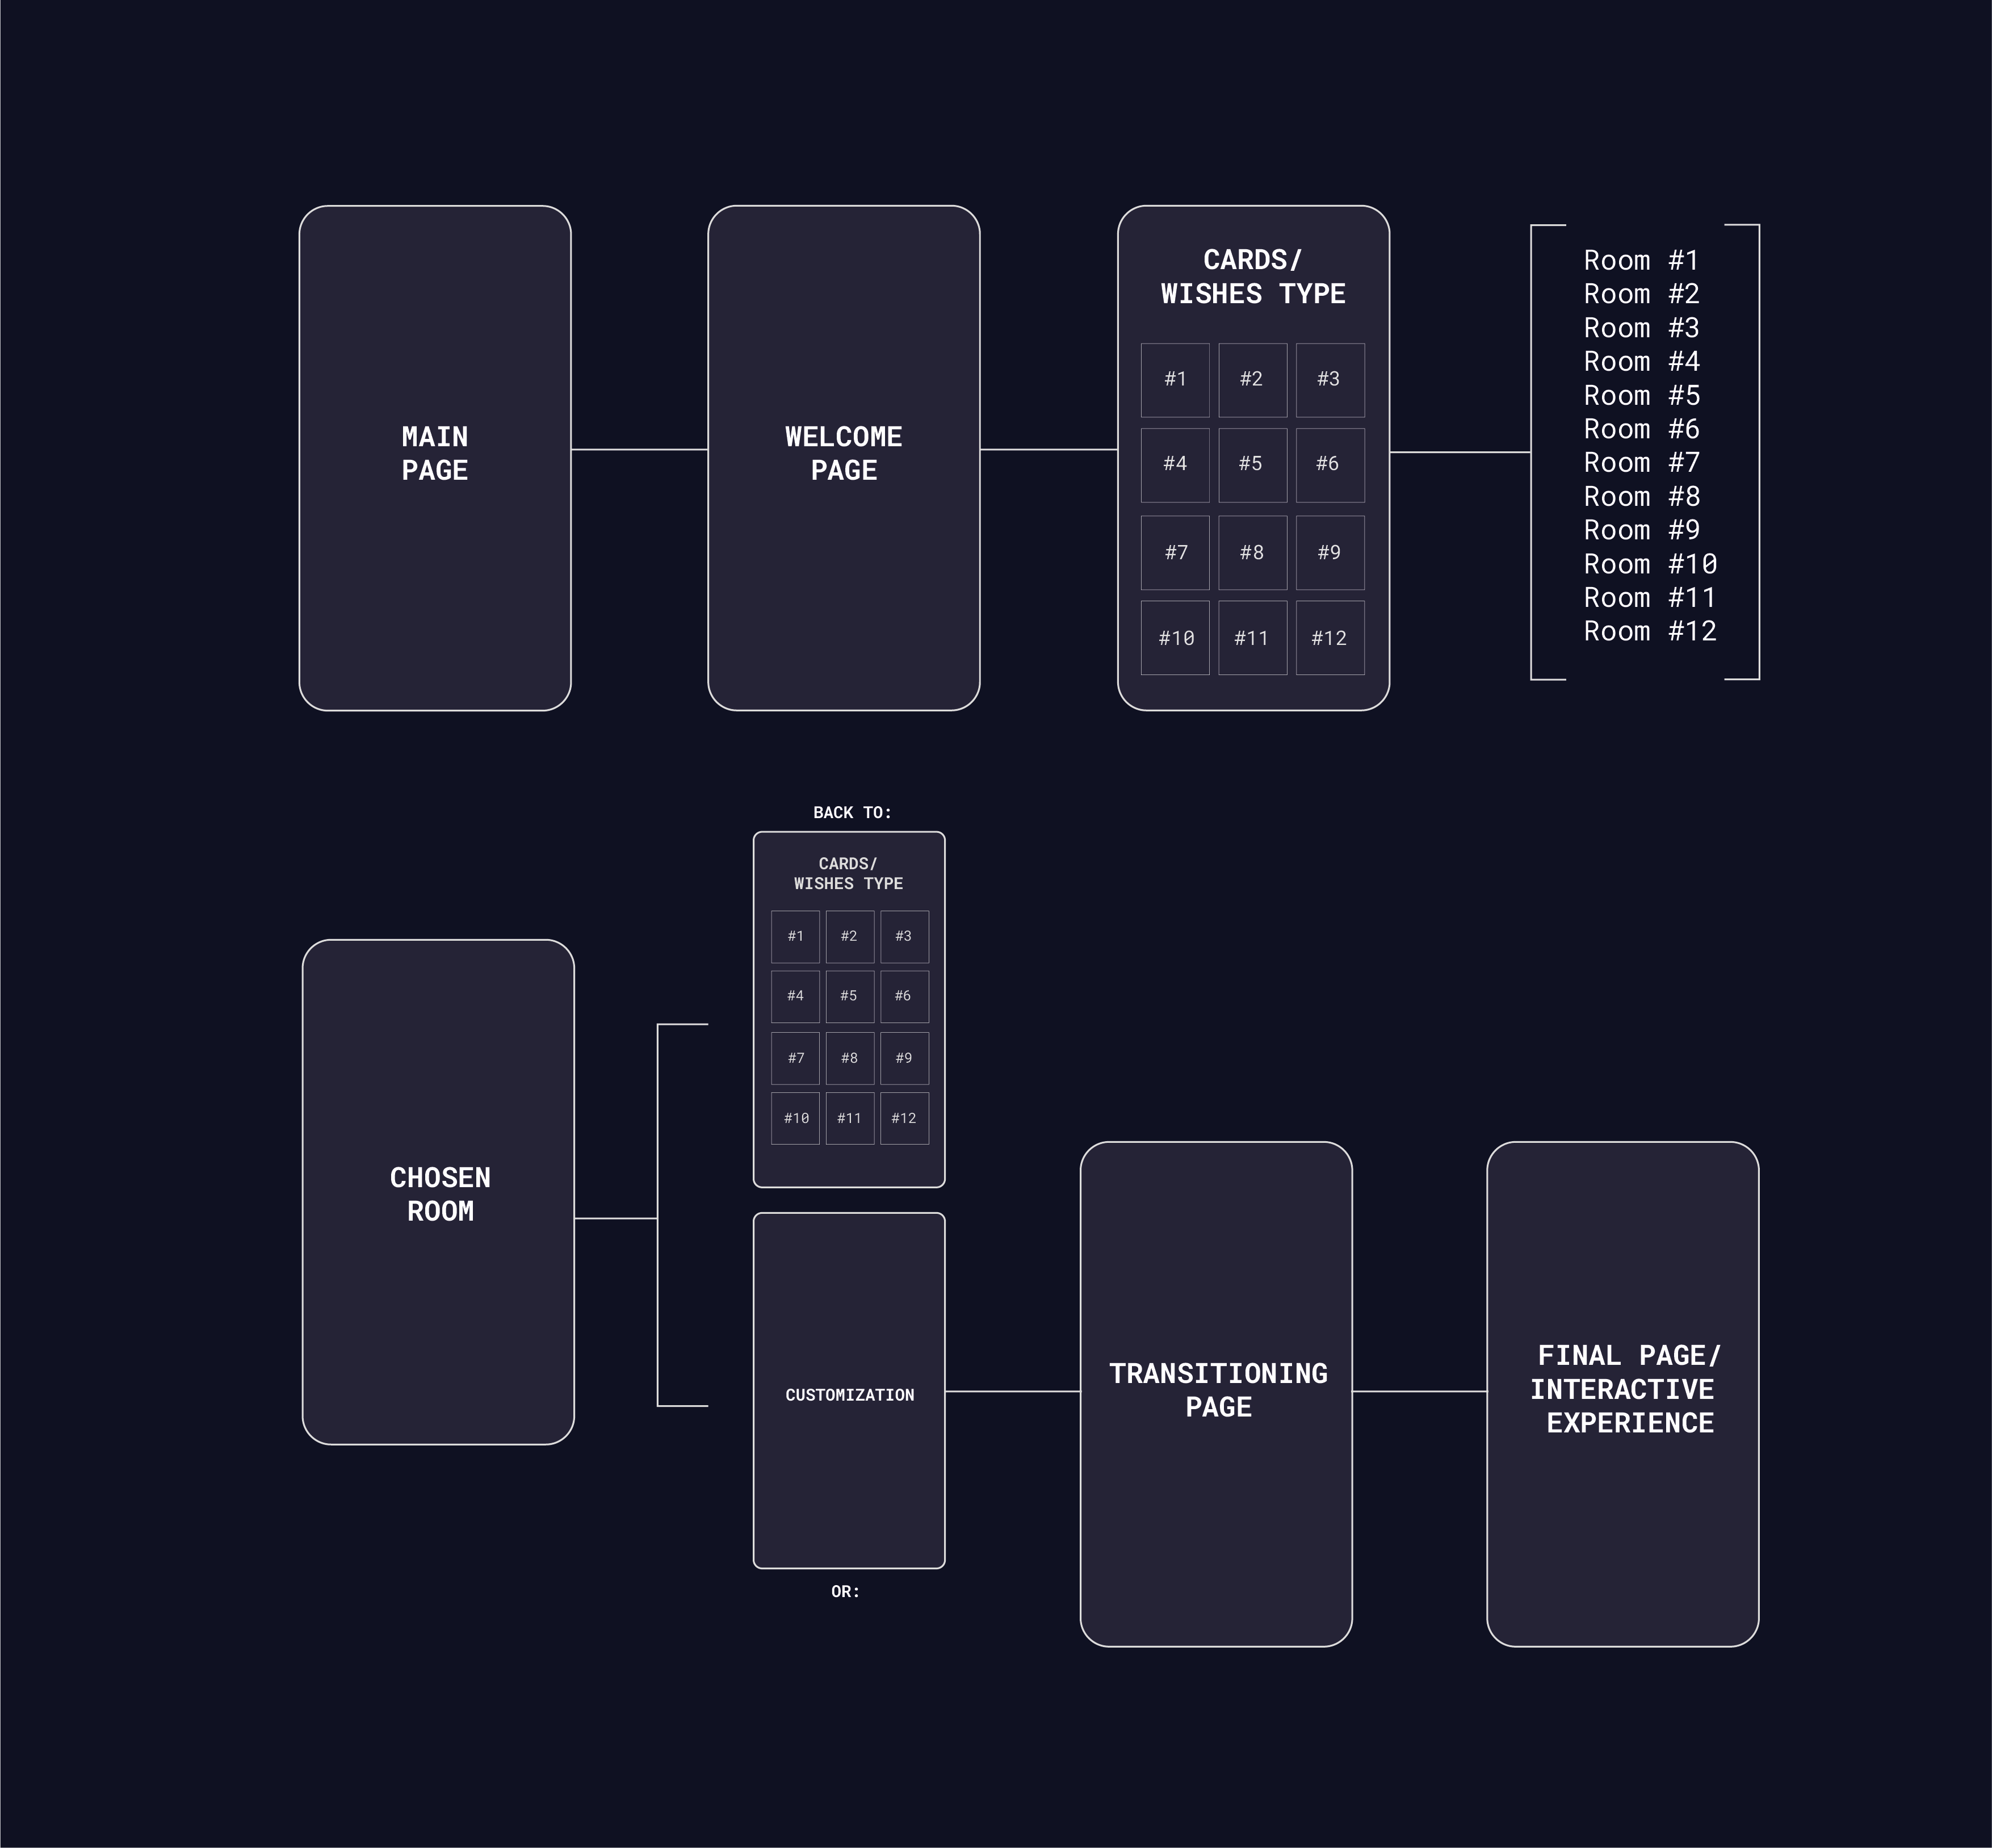 MAIN
PAGE
WELCOME
PAGE
CARDS/
WISHES TYPE
#1 #2 #3
#4 #5 #6
#7 #8 #9
#10 #11 #12
Room #1
Room #2
Room #3
Room #4
Room #5
Room #6
Room #7
Room #8
Room #9
Room #10
Room #11
Room #12
CHOSEN
ROOM
BACK TO:
CARDS/
WISHES TYPE
#1 #2 #3
#4 #5 #6
#7 #8 #9
#10 #11 #12
CUSTOMIZATION
OR:
TRANSITIONING
PAGE
FINAL PAGE/
INTERACTIVE
EXPERIENCE